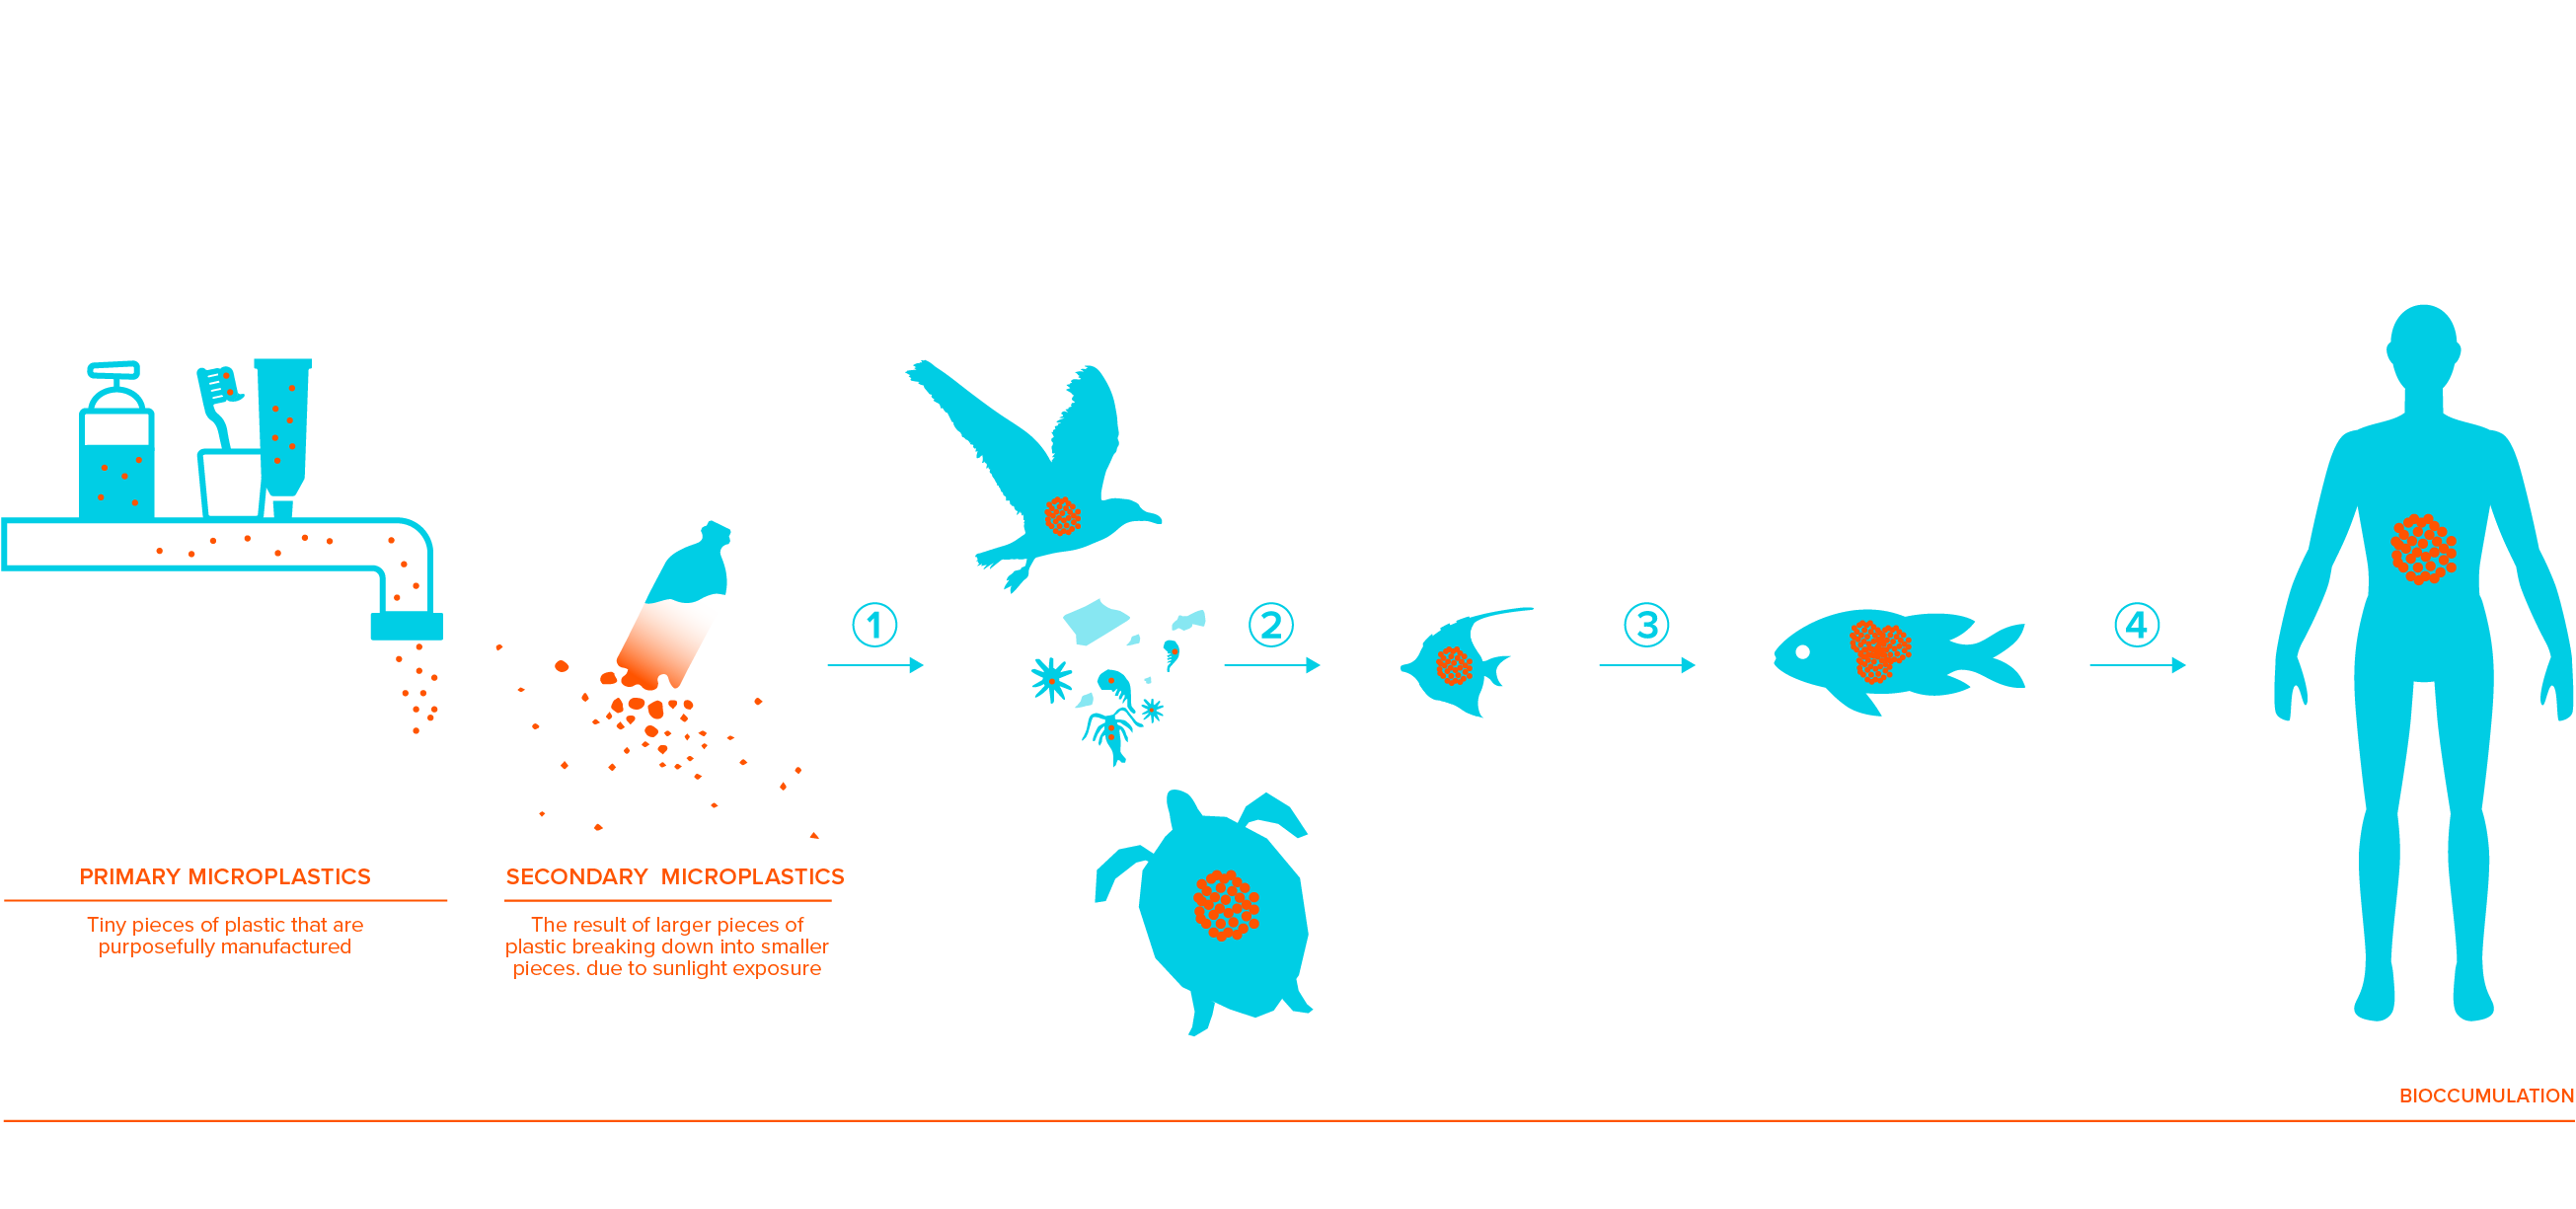 1
2
3
4
PRIMARY MICROPLASTICS
Tiny pieces of plastic that are
purposefully manufactured
SECONDARY MICROPLASTICS
The result of larger pieces of
plastic breaking down into smaller
pieces. due to sunlight exposure
BIOCCUMULATION